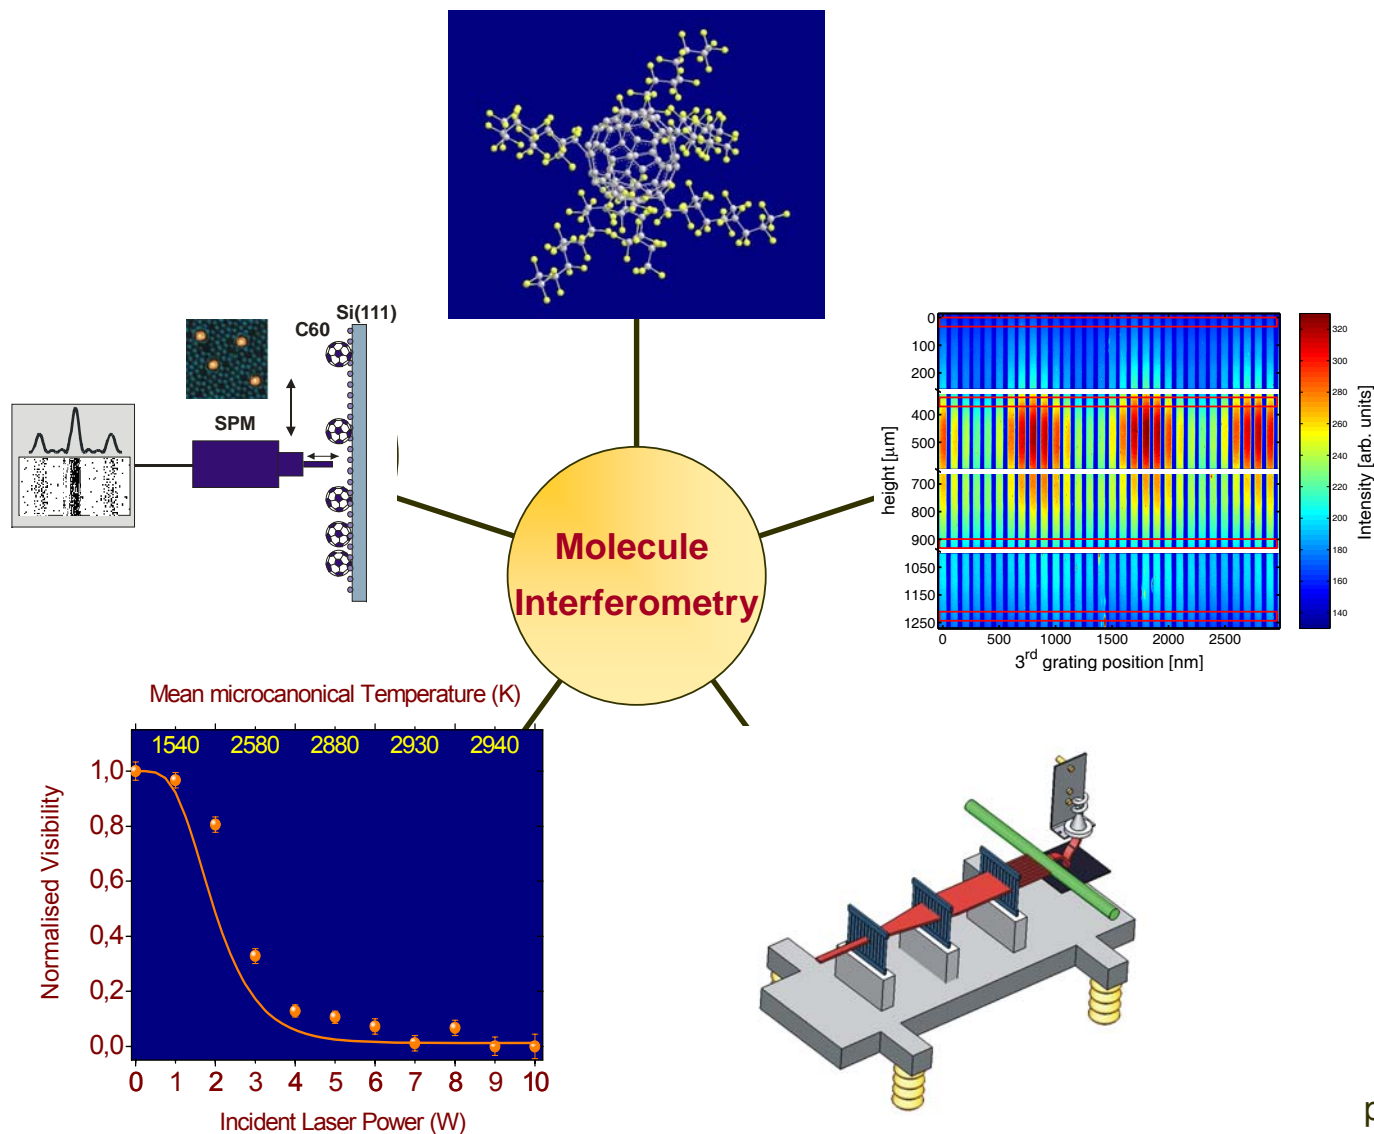 Si(111)
C60
SPM
Molecule
Interferometry
0
100
200
400
500
700
800
900
1050
1150
1250
height [µm]
0
500
1000
1500
2000
2500
3rd grating position [nm]
320
300
280
260
240
220
200
180
160
140
Intensity [arb. units]
Mean microcanonical Temperature (K)
1540 2580 2880 2930 2940
1,0
0,8
0,6
0,4
0,2
0,0
Normalised Visibility
0 1 2 3 4 5 6 7 8 9 10
Incident Laser Power (W)
p